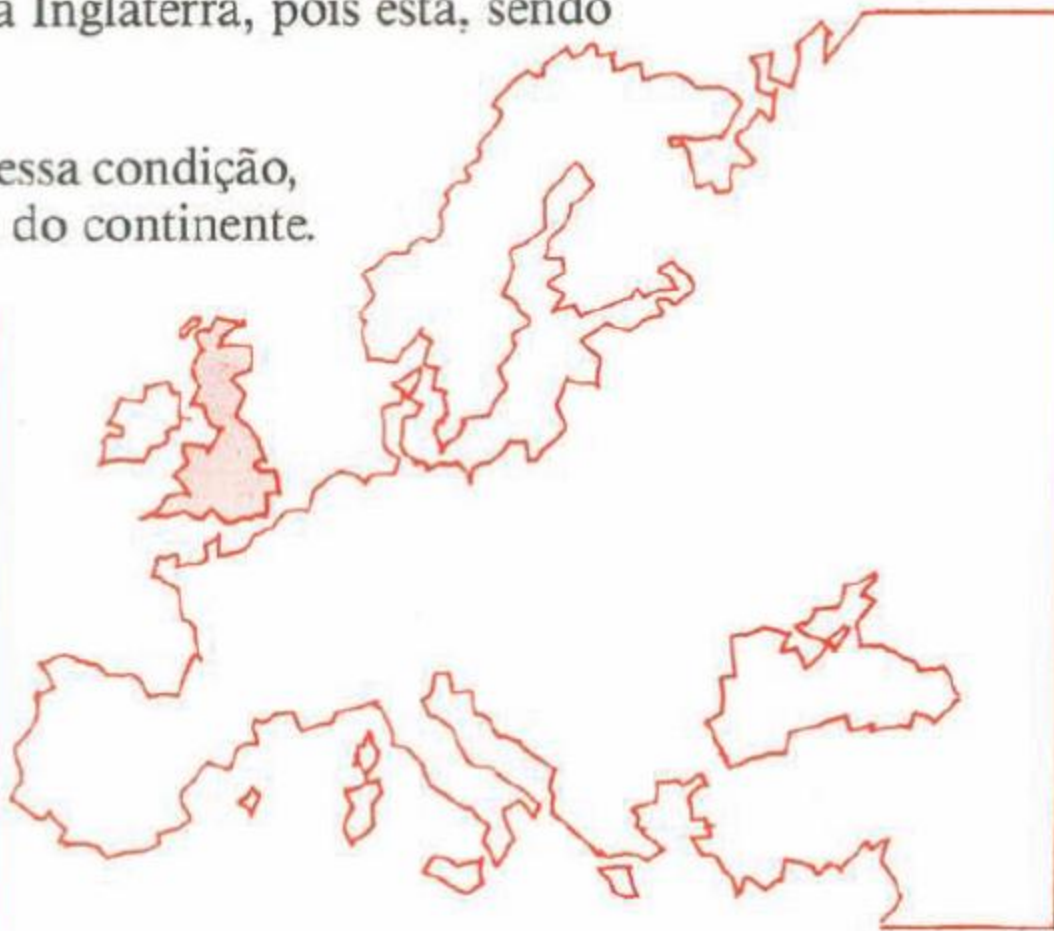 a Inglaterra, pois esta, sendo
essa condição,
do continente.